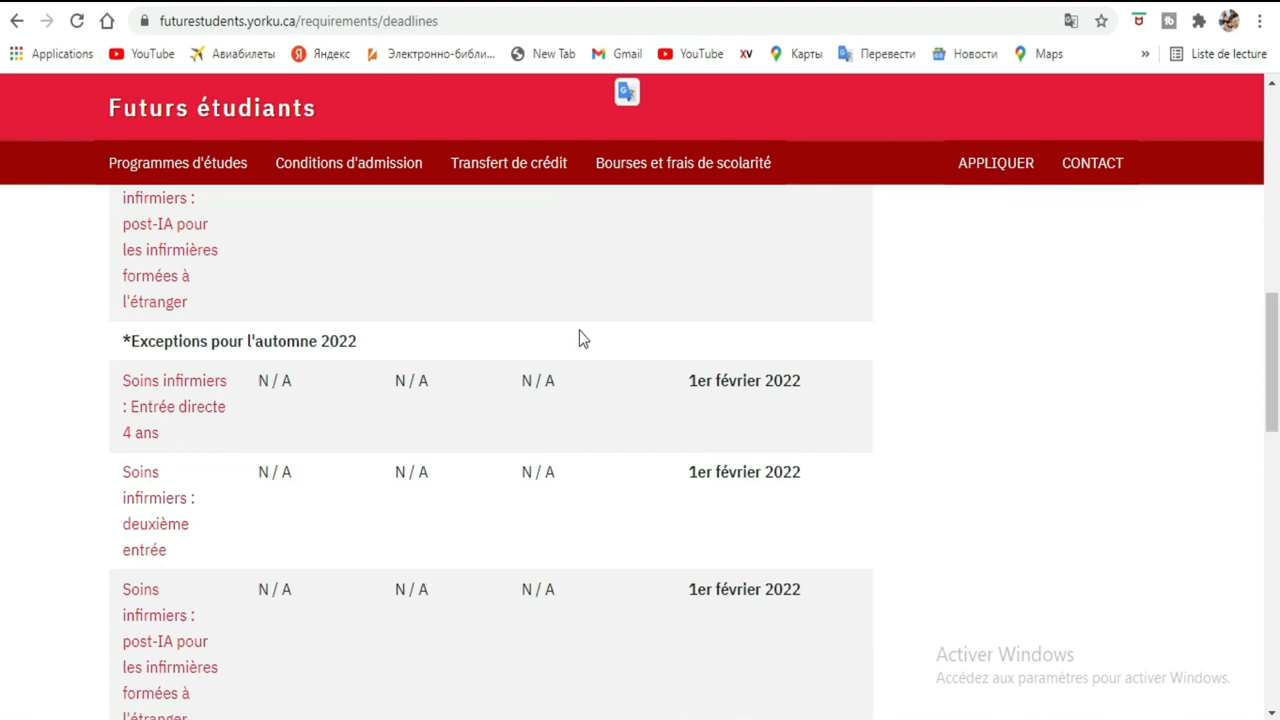 futurestudents.yorku.ca/requirements/deadlines
Applications YouTube Авиабилеты Яндекс Электронно-библи... New Tab Gmail YouTube XV Карты Перевести Новости Maps » Liste de lecture
Futurs étudiants
Programmes d'études Conditions d'admission Transfert de crédit Bourses et frais de scolarité APPLIQUER CONTACT
infirmiers :
post-IA pour
les infirmières
formées à
l'étranger
*Exceptions pour l'automne 2022
Soins infirmiers N / A N / A N / A 1er février 2022
: Entrée directe
4 ans
Soins N / A N / A N / A 1er février 2022
infirmiers :
deuxième
entrée
Soins N / A N / A N / A 1er février 2022
infirmiers :
post-IA pour
les infirmières
formées à
l'étranger
Activer Windows
Accédez aux paramètres pour activer Windows.